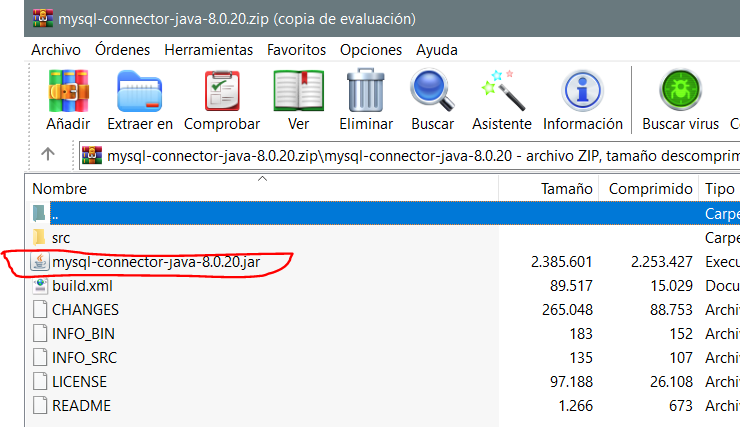 mysql-connector-java-8.0.20.zip (copia de evaluación)
Archivo Órdenes Herramientas Favoritos Opciones Ayuda
Añadir Extraer en Comprobar Ver Eliminar Buscar Asistente Información Buscar virus C
mysql-connector-java-8.0.20.zip\mysql-connector-java-8.0.20 - archivo ZIP, tamaño descomprim
Nombre Tamaño Comprimido Tipo
.. Carpe
src Carpe
mysql-connector-java-8.0.20.jar 2.385.601 2.253.427 Execu
build.xml 89.517 15.029 Docu
CHANGES 265.048 88.753 Archi
INFO_BIN 183 152 Archi
INFO_SRC 135 107 Archi
LICENSE 97.188 26.108 Archi
README 1.266 673 Archi